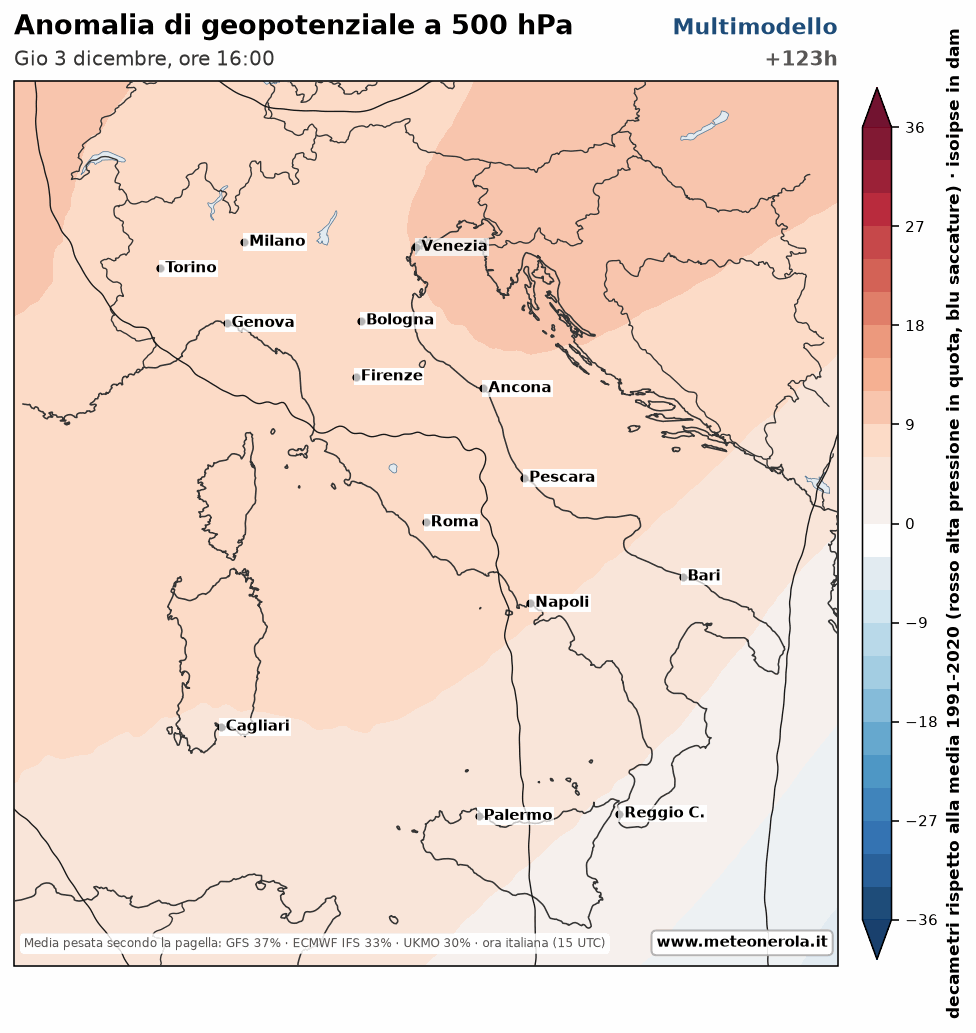 Anomalia di geopotenziale a 500 hPa
Multimodello
Gio 3 dicembre, ore 16:00
+123h
Milano
Venezia
Torino
Genova
Bologna
Firenze
Ancona
Pescara
Roma
Bari
Napoli
Cagliari
Palermo
Reggio C.
36
27
18
9
0
−9
−18
−27
−36
decametri rispetto alla media 1991-2020 (rosso alta pressione in quota, blu saccature) · isoipse in dam
Media pesata secondo la pagella: GFS 37% · ECMWF IFS 33% · UKMO 30% · ora italiana (15 UTC)
www.meteonerola.it